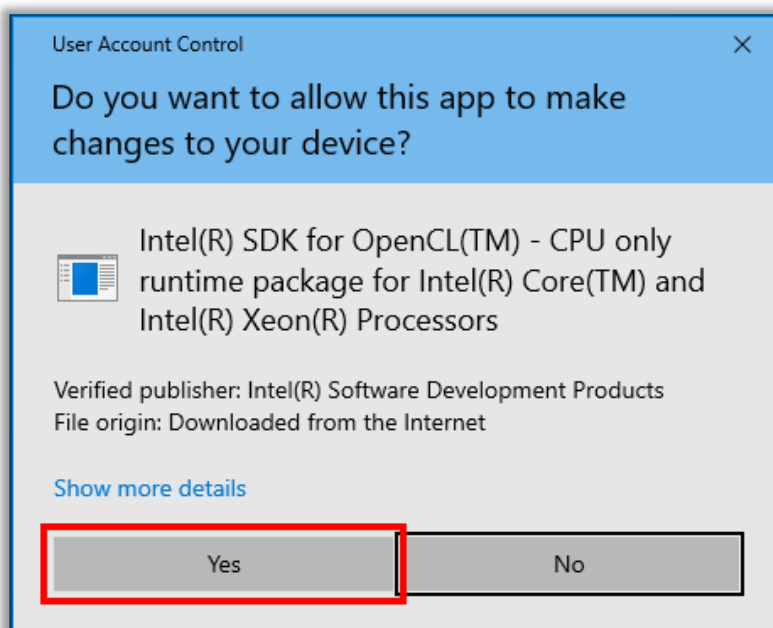 User Account Control
Do you want to allow this app to make
changes to your device?
Intel(R) SDK for OpenCL(TM) - CPU only
runtime package for Intel(R) Core(TM) and
Intel(R) Xeon(R) Processors
Verified publisher: Intel(R) Software Development Products
File origin: Downloaded from the Internet
Show more details
Yes
No